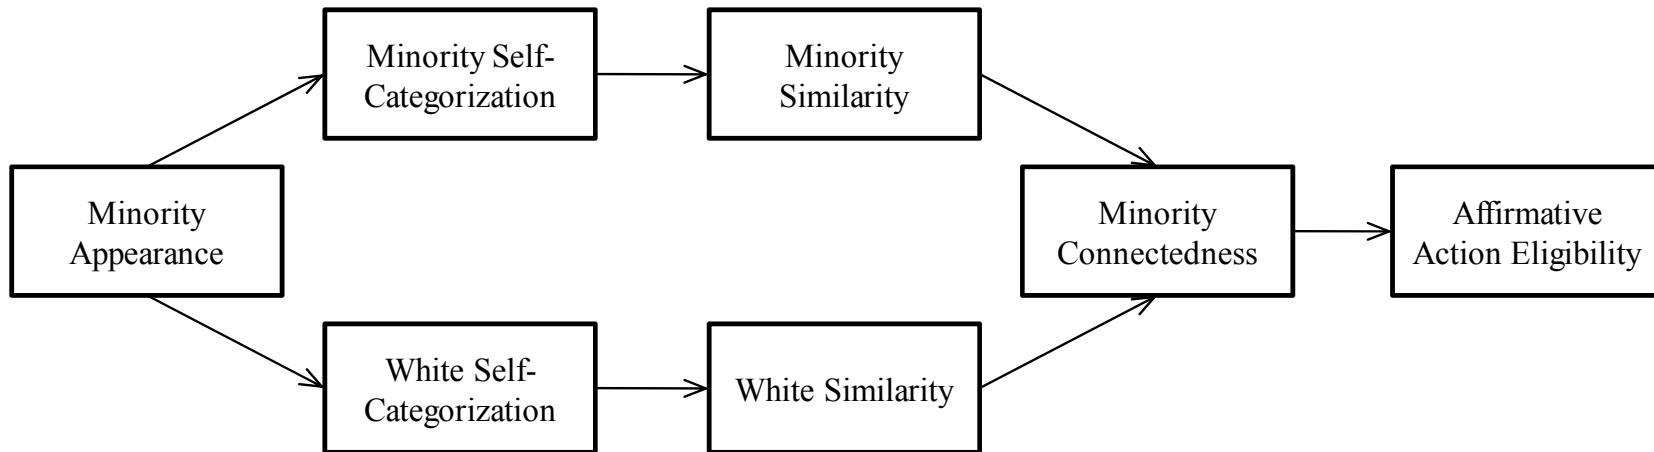 Minority Self-
Categorization
Minority
Similarity
Minority
Appearance
Minority
Connectedness
Affirmative
Action Eligibility
White Self-
Categorization
White Similarity